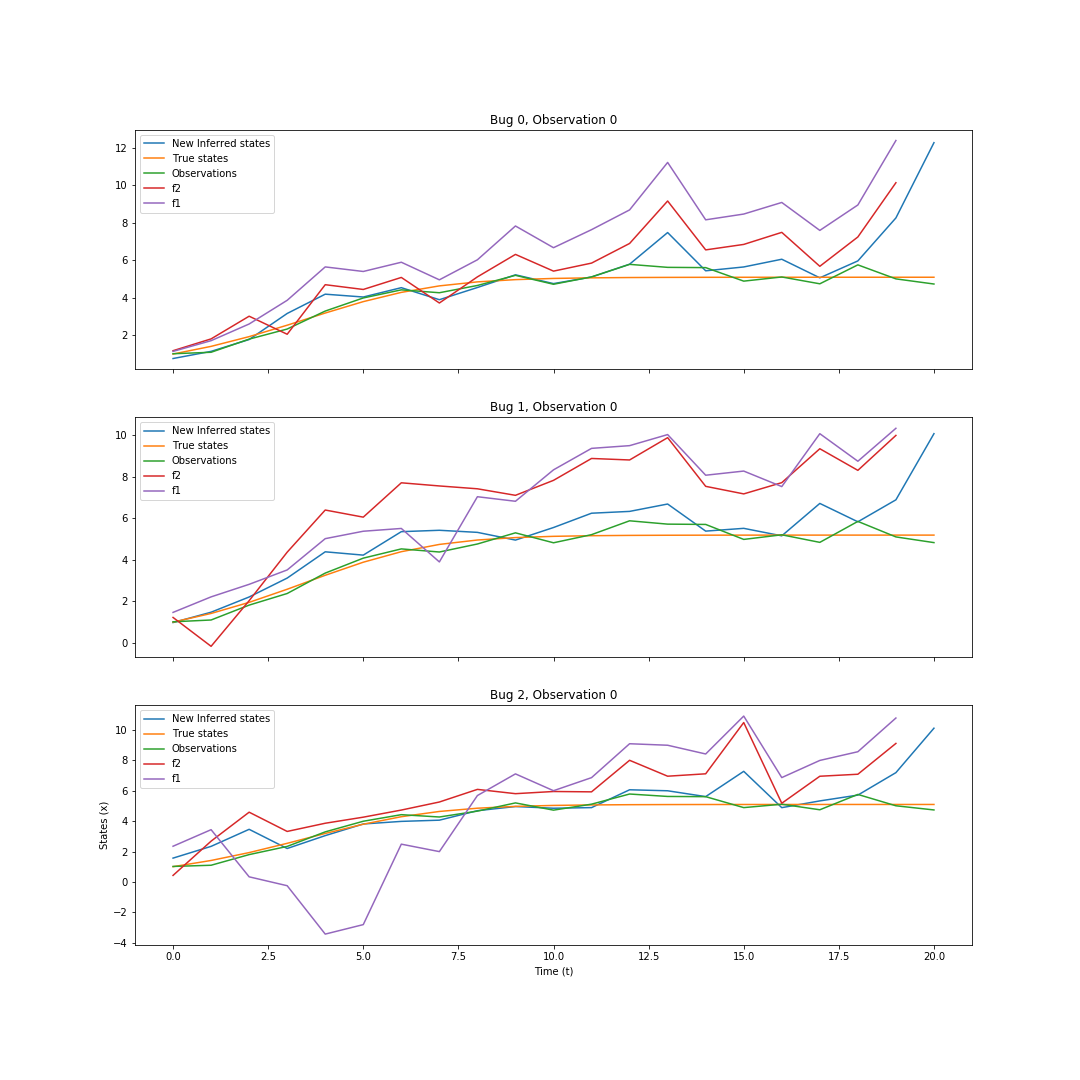 Bug 0, Observation 0
New Inferred states
True states
Observations
f2
f1
12
10
8
6
4
2
Bug 1, Observation 0
New Inferred states
True states
Observations
f2
f1
10
8
6
4
2
0
Bug 2, Observation 0
New Inferred states
True states
Observations
f2
f1
10
8
6
4
2
0
−2
−4
States (x)
0.0 2.5 5.0 7.5 10.0 12.5 15.0 17.5 20.0
Time (t)